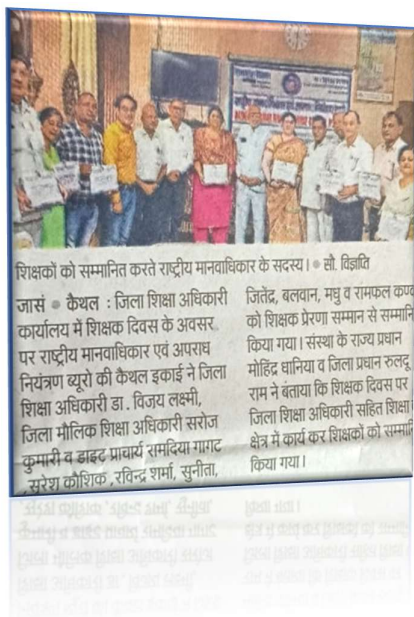 शिक्षकों को सम्मानित करते राष्ट्रीय मानवाधिकार के सदस्य। ● सौ. विज्ञप्ति
जासं ● कैथल : जिला शिक्षा अधिकारी
कार्यालय में शिक्षक दिवस के अवसर
पर राष्ट्रीय मानवाधिकार एवं अपराध
नियंत्रण ब्यूरो की कैथल इकाई ने जिला
शिक्षा अधिकारी डा. विजय लक्ष्मी,
जिला मौलिक शिक्षा अधिकारी सरोज
कुमारी व डाइट प्राचार्य रामदिया गागट
, सुरेश कौशिक, रविन्द्र शर्मा, सुनीता,
जितेंद्र, बलवान, मधु व रामफल
को शिक्षक प्रेरणा सम्मान से
किया गया। संस्था के राज्य प्रधान
मोहिंद्र धानिया व जिला प्रधान रुलदू
राम ने बताया कि शिक्षक दिवस पर
जिला शिक्षा अधिकारी सहित शिक्षा
क्षेत्र में कार्य कर शिक्षकों को
किया गया।